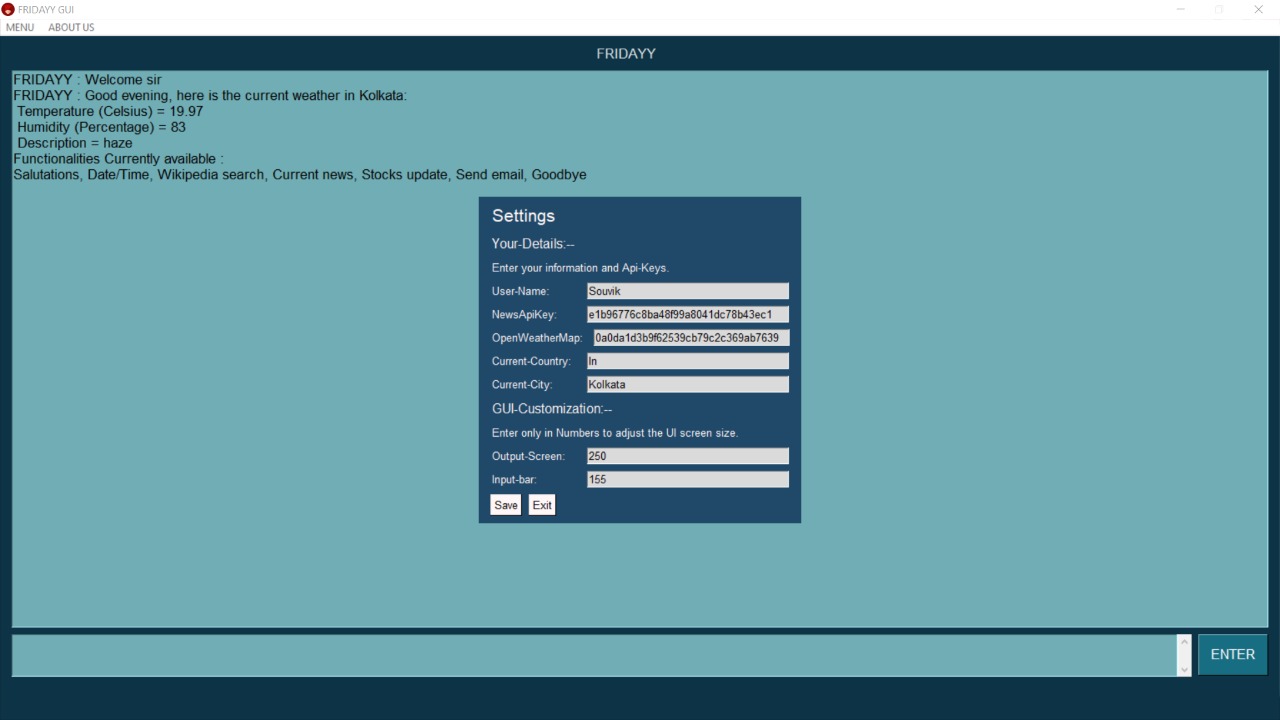 FRIDAYY GUI
MENU ABOUT US
FRIDAYY
FRIDAYY : Welcome sir
FRIDAYY : Good evening, here is the current weather in Kolkata:
Temperature (Celsius) = 19.97
Humidity (Percentage) = 83
Description = haze
Functionalities Currently available :
Salutations, Date/Time, Wikipedia search, Current news, Stocks update, Send email, Goodbye
Settings
Your-Details:--
Enter your information and Api-Keys.
User-Name: Souvik
NewsApiKey: e1b96776c8ba48f99a8041dc78b43ec1
OpenWeatherMap: 0a0da1d3b9f62539cb79c2c369ab7639
Current-Country: In
Current-City: Kolkata
GUI-Customization:--
Enter only in Numbers to adjust the UI screen size.
Output-Screen: 250
Input-bar: 155
Save Exit
ENTER